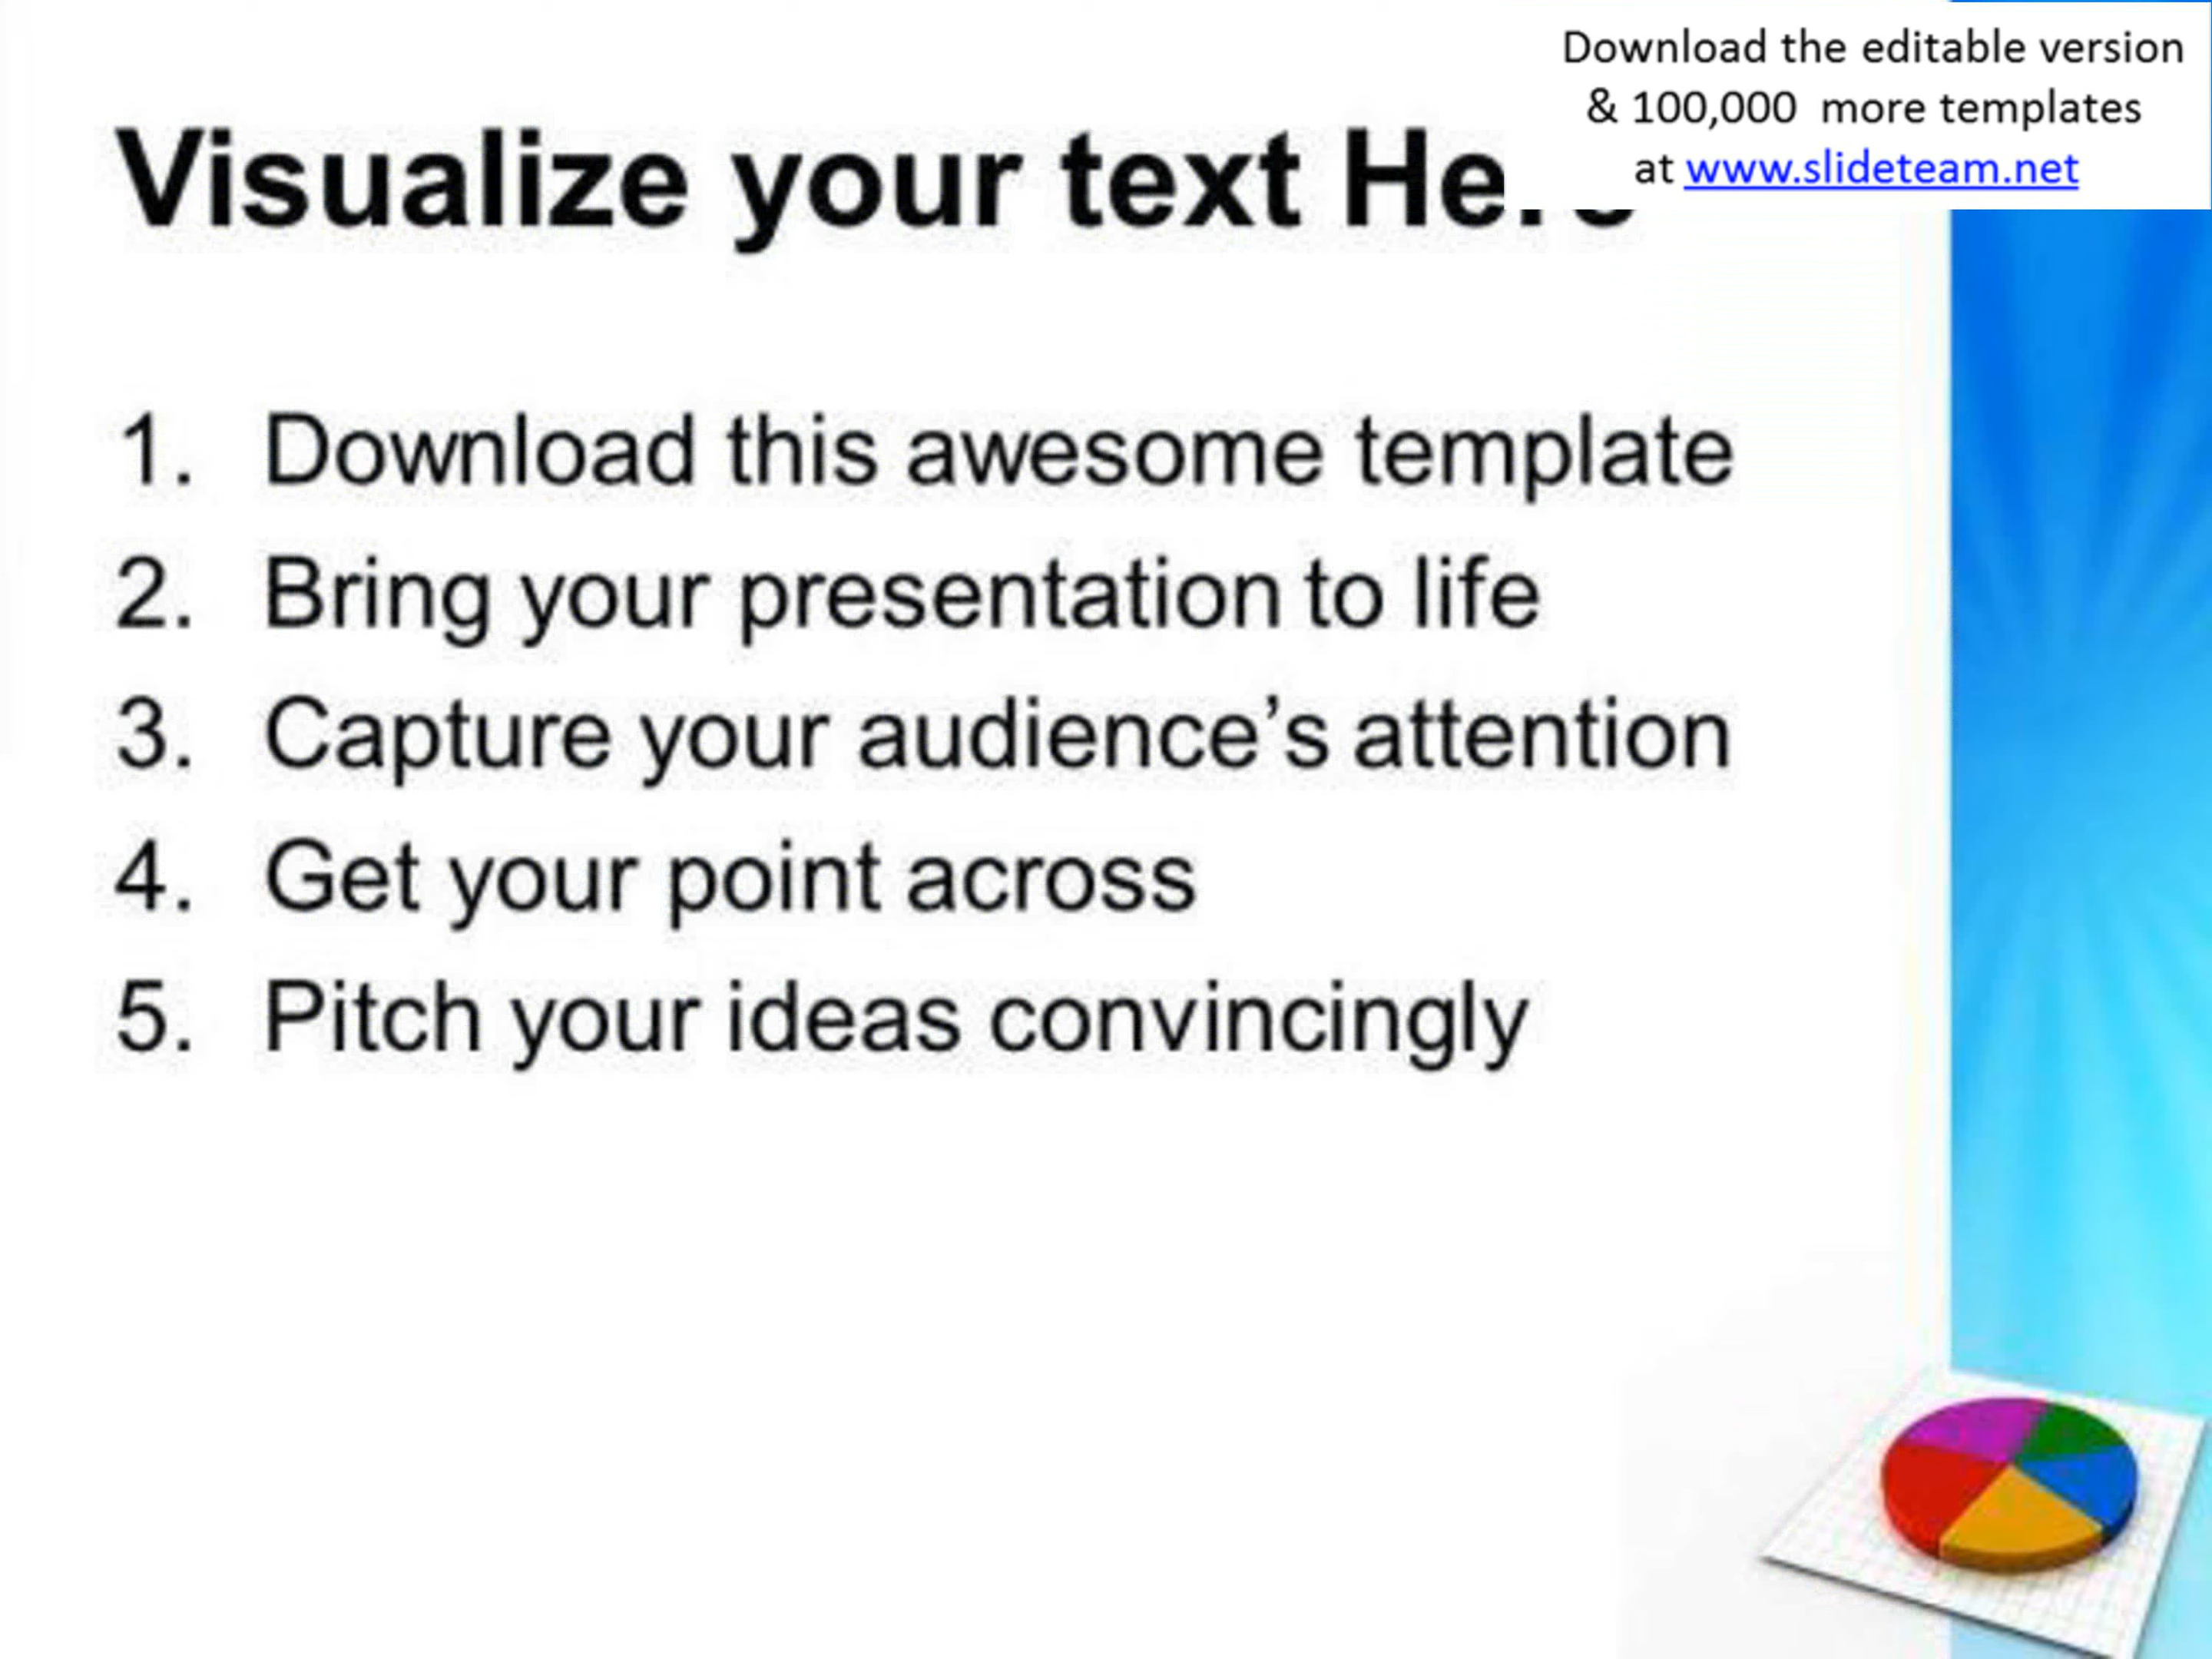 Download the editable version
& 100,000 more templates
at www.slideteam.net
Visualize your text
1. Download this awesome template
2. Bring your presentation to life
3. Capture your audience’s attention
4. Get your point across
5. Pitch your ideas convincingly